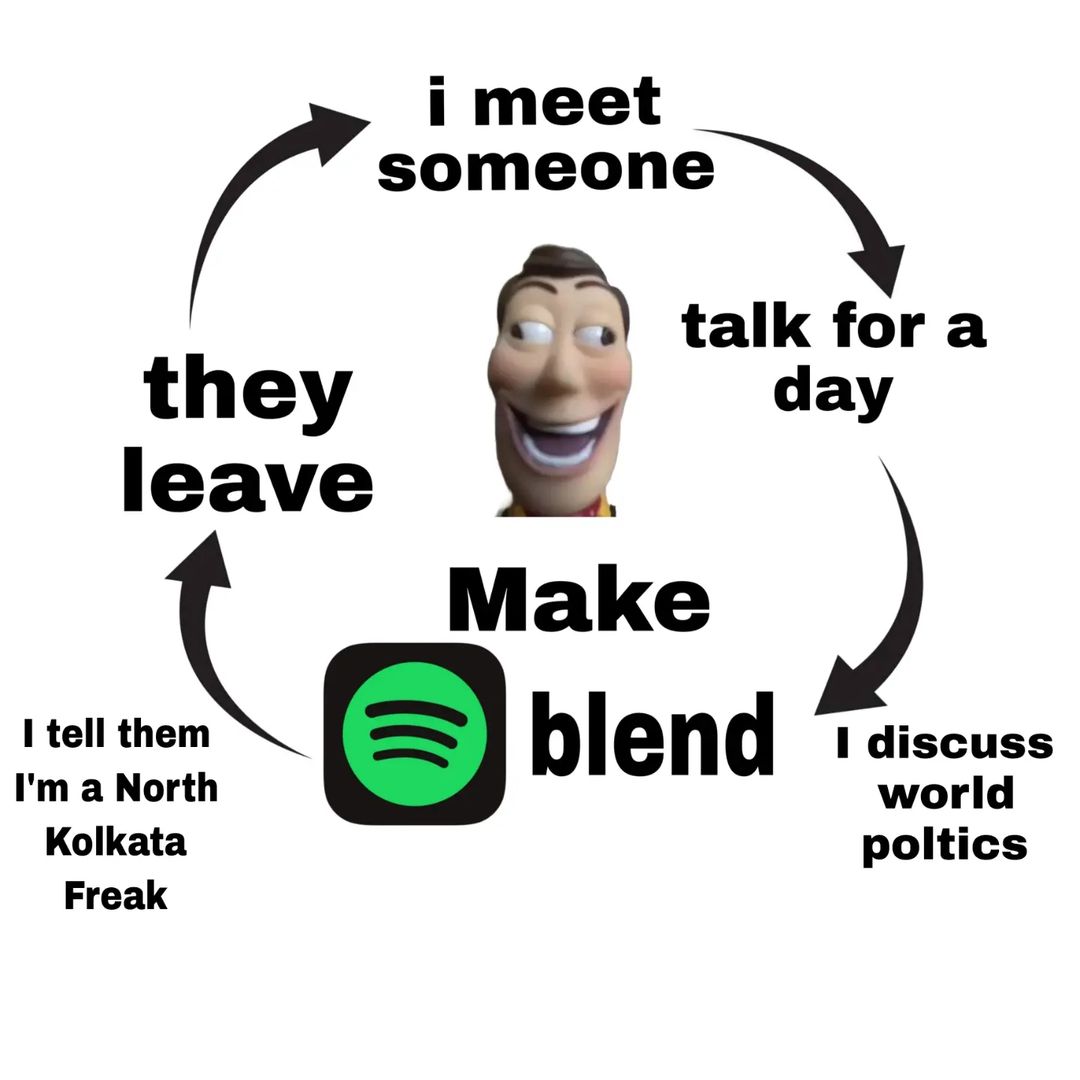 i meet
someone
talk for a
day
I discuss
world
poltics
Make
blend
I tell them
I'm a North
Kolkata
Freak
they
leave